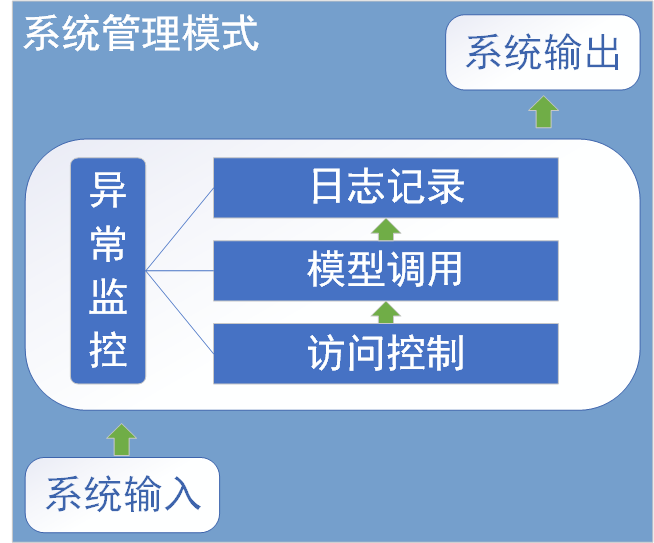 系统管理模式
系统输出
异常监控
日志记录
模型调用
访问控制
系统输入